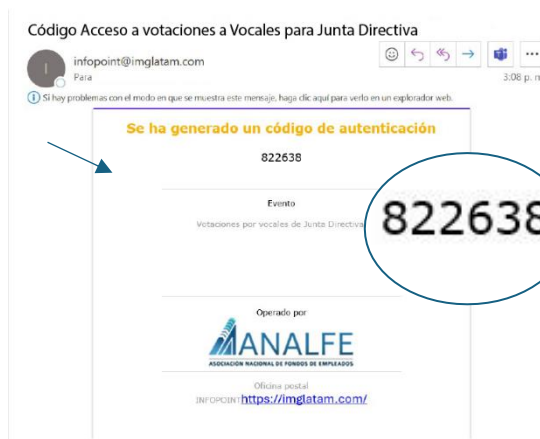 Código Acceso a votaciones a Vocales para Junta Directiva
I
infopoint@imglatam.com
Para
3:08 p. m
Si hay problemas con el modo en que se muestra este mensaje, haga clic aquí para verlo en un explorador web.
Se ha generado un código de autenticación
822638
Evento
Votaciones por vocales de Junta Directiva
822638
Operado por
ANALFE
ASOCIACIÓN NACIONAL DE FONDOS DE EMPLEADOS
Oficina postal
INFOPOINT https://imglatam.com/